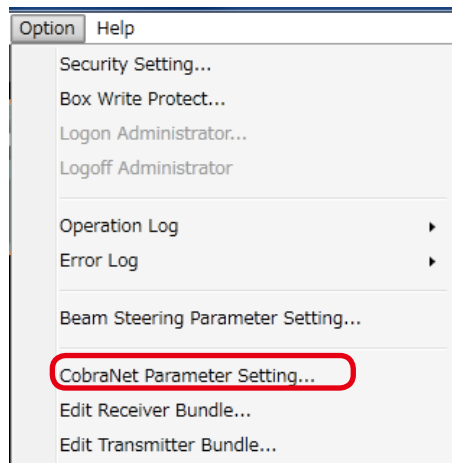 Option Help
Security Setting...
Box Write Protect...
Logon Administrator...
Logoff Administrator
Operation Log
Error Log
Beam Steering Parameter Setting...
CobraNet Parameter Setting...
Edit Receiver Bundle...
Edit Transmitter Bundle...